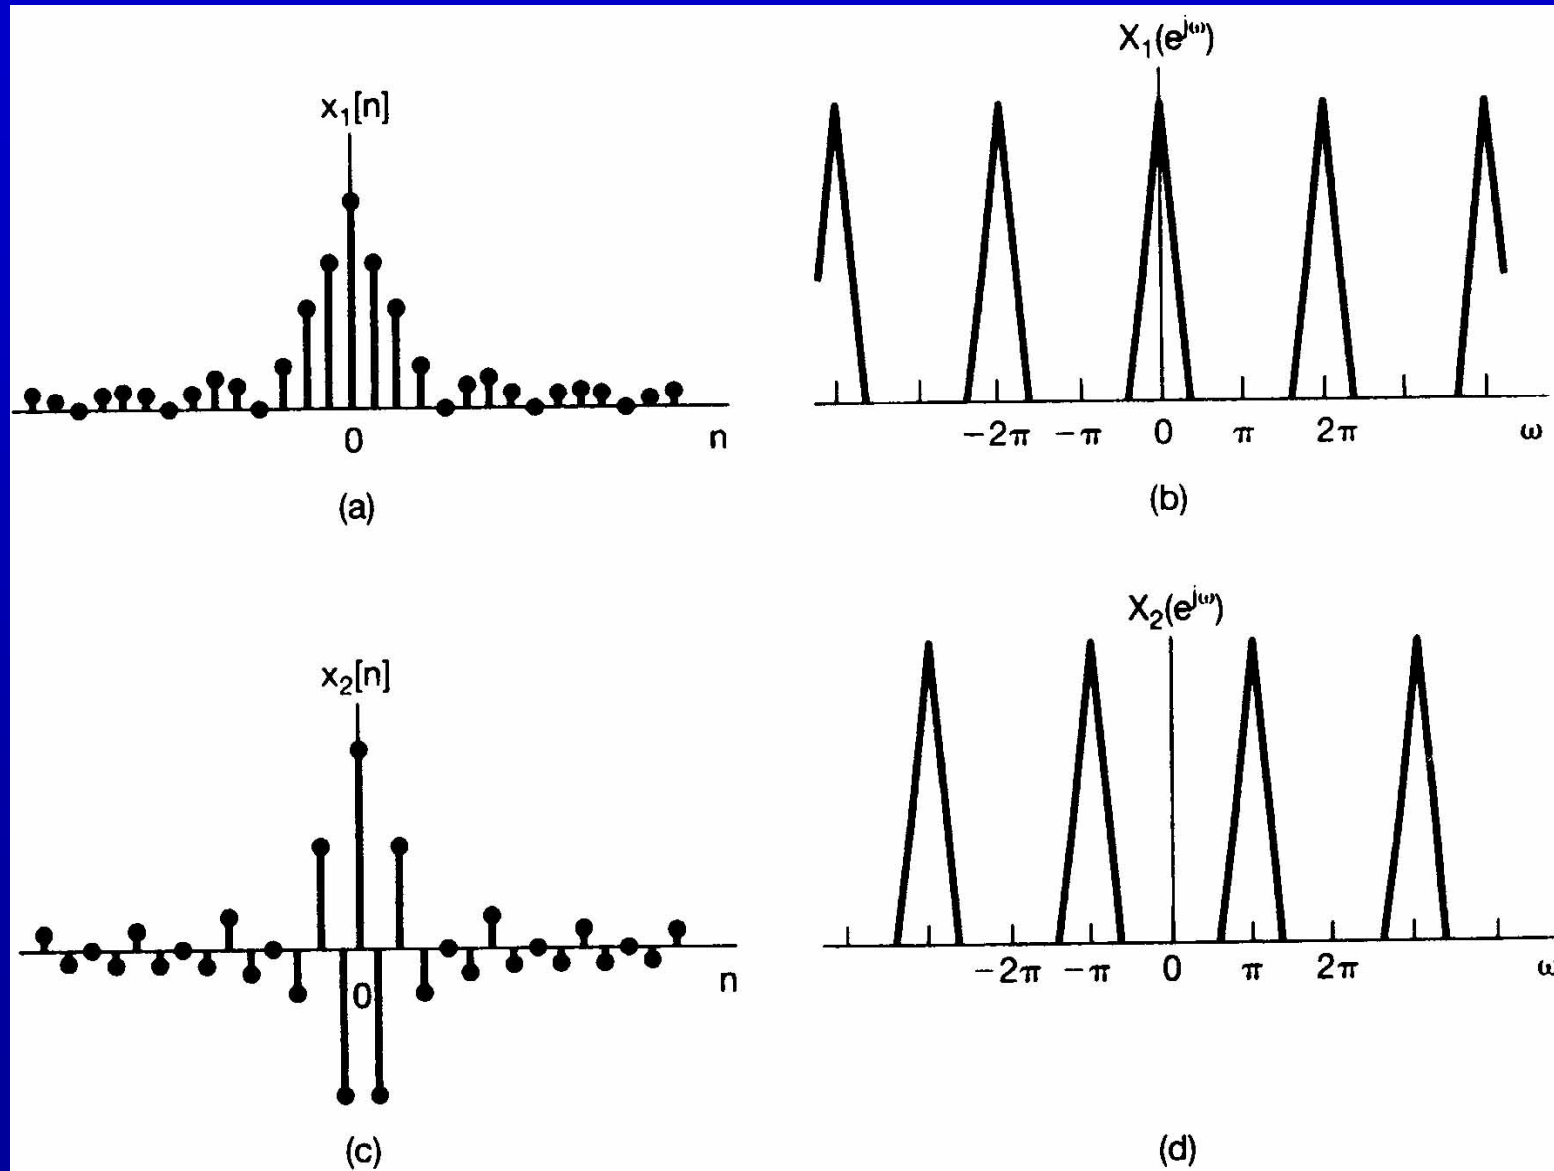 x₁[n]
0
n
(a)
X₁(e^{jω})
−2π −π 0 π 2π ω
(b)
x₂[n]
0
n
(c)
X₂(e^{jω})
−2π −π 0 π 2π ω
(d)